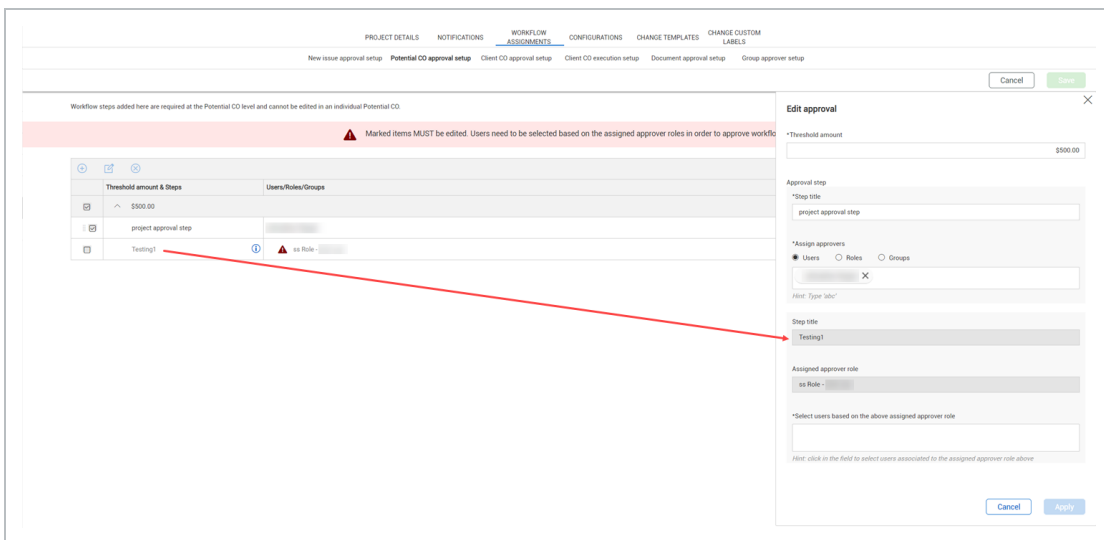 PROJECT DETAILS NOTIFICATIONS WORKFLOW ASSIGNMENTS CONFIGURATIONS CHANGE TEMPLATES CHANGE CUSTOM LABELS
New issue approval setup Potential CO approval setup Client CO approval setup Client CO execution setup Document approval setup Group approver setup
Cancel Save
Workflow steps added here are required at the Potential CO level and cannot be edited in an individual Potential CO.
Marked items MUST be edited. Users need to be selected based on the assigned approver roles in order to approve workflo
Threshold amount & Steps Users/Roles/Groups
$500.00
project approval step
Testing1 ss Role -
Edit approval
*Threshold amount
$500.00
Approval step
*Step title
project approval step
*Assign approvers
Users Roles Groups
Hint: Type 'abc'
Step title
Testing1
Assigned approver role
ss Role -
*Select users based on the above assigned approver role
Hint: click in the field to select users associated to the assigned approver role above
Cancel Apply